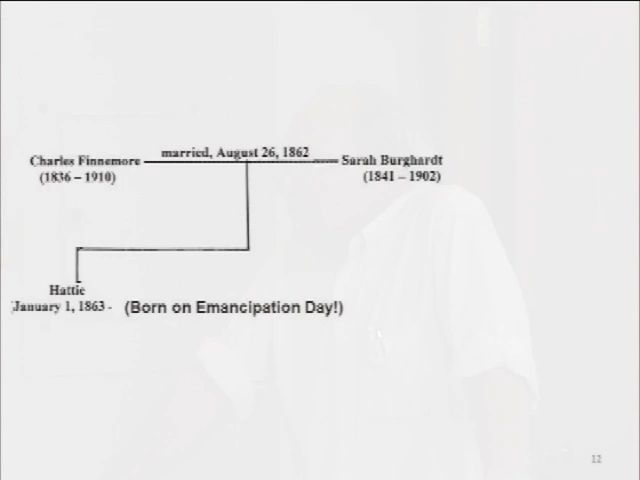 married, August 26, 1862
Charles Finnemore
Sarah Burghardt
(1836 – 1910)
(1841 – 1902)
Hattie
January 1, 1863 - (Born on Emancipation Day!)
12